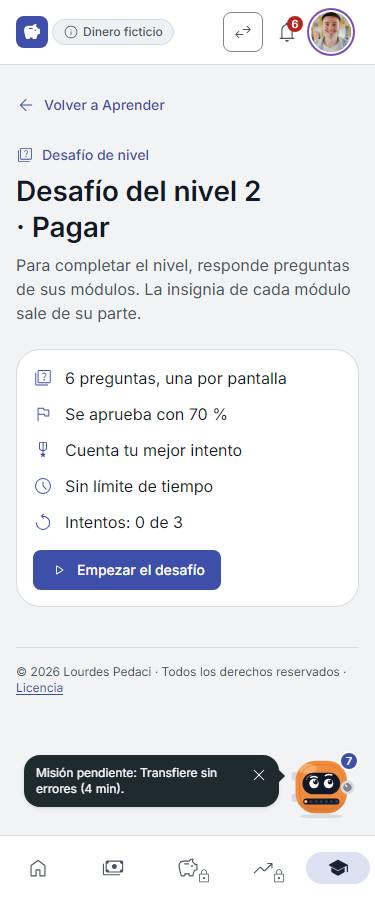 Dinero ficticio
6
Volver a Aprender
Desafío de nivel
Desafío del nivel 2
· Pagar
Para completar el nivel, responde preguntas
de sus módulos. La insignia de cada módulo
sale de su parte.
6 preguntas, una por pantalla
Se aprueba con 70 %
Cuenta tu mejor intento
Sin límite de tiempo
Intentos: 0 de 3
Empezar el desafío
© 2026 Lourdes Pedaci · Todos los derechos reservados ·
Licencia
Misión pendiente: Transfiere sin
errores (4 min).
7